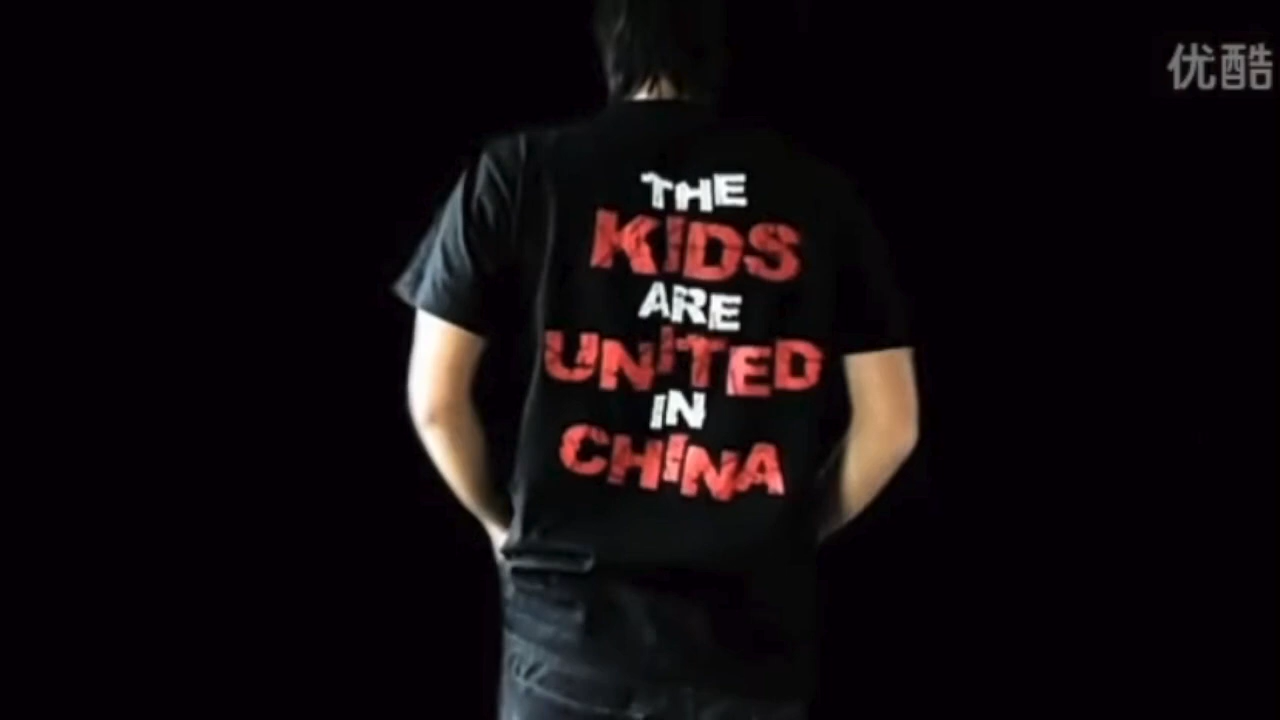 优酷
THE
KIDS
ARE
UNITED
IN
CHINA